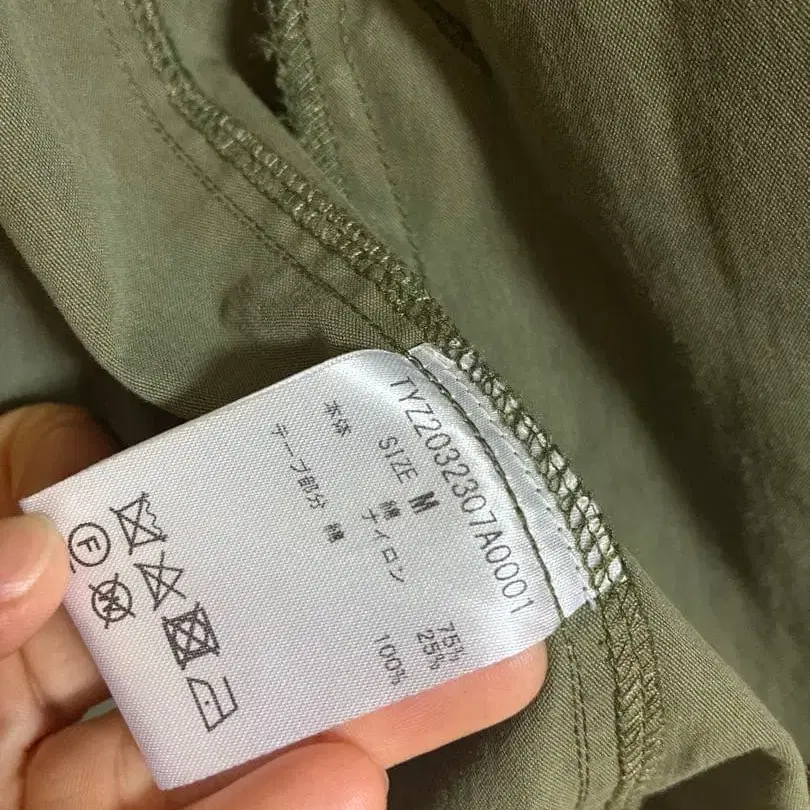 TYZ2032307A0001
SIZE M
本体 綿 75%
ナイロン 25%
テープ部分 綿 100%
F
W